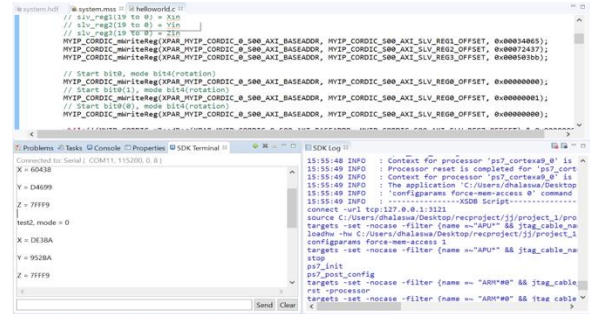 system.hdf system.mss helloworld.c
// slv_reg1(19 to 0) = Xin
// slv_reg2(19 to 0) = Yin
// slv_reg3(19 to 0) = Zin
MYIP_CORDIC_mWriteReg(XPAR_MYIP_CORDIC_0_S00_AXI_BASEADDR, MYIP_CORDIC_S00_AXI_SLV_REG1_OFFSET, 0x00034065);
MYIP_CORDIC_mWriteReg(XPAR_MYIP_CORDIC_0_S00_AXI_BASEADDR, MYIP_CORDIC_S00_AXI_SLV_REG2_OFFSET, 0x00072437);
MYIP_CORDIC_mWriteReg(XPAR_MYIP_CORDIC_0_S00_AXI_BASEADDR, MYIP_CORDIC_S00_AXI_SLV_REG3_OFFSET, 0x000503bb);
// Start bit0, mode bit4(rotation)
MYIP_CORDIC_mWriteReg(XPAR_MYIP_CORDIC_0_S00_AXI_BASEADDR, MYIP_CORDIC_S00_AXI_SLV_REG0_OFFSET, 0x00000000);
// Start bit0(1), mode bit4(rotation)
MYIP_CORDIC_mWriteReg(XPAR_MYIP_CORDIC_0_S00_AXI_BASEADDR, MYIP_CORDIC_S00_AXI_SLV_REG0_OFFSET, 0x00000001);
// Start bit0(0), mode bit4(rotation)
MYIP_CORDIC_mWriteReg(XPAR_MYIP_CORDIC_0_S00_AXI_BASEADDR, MYIP_CORDIC_S00_AXI_SLV_REG0_OFFSET, 0x00000000);
Problems Tasks Console Properties SDK Terminal
Connected to: Serial ( COM11, 115200, 0, 8 )
X = 60438
Y = D4699
Z = 7FFF9
test2, mode = 0
X = DE38A
Y = 952BA
Z = 7FFF9
Send Clear
SDK Log
15:55:48 INFO : Context for processor 'ps7_cortexa9_0' is
15:55:49 INFO : Processor reset is completed for 'ps7_cort
15:55:49 INFO : Context for processor 'ps7_cortexa9_0' is
15:55:49 INFO : The application 'C:/Users/dhalaswa/Desktop
15:55:49 INFO : 'configparams force-mem-access 0' command
15:55:49 INFO : ----------------XSDB Script---------------
connect -url tcp:127.0.0.1:3121
source C:/Users/dhalaswa/Desktop/recproject/jj/project_1/pro
targets -set -nocase -filter {name =~"APU*" && jtag_cable_na
loadhw -hw C:/Users/dhalaswa/Desktop/recproject/jj/project_1
configparams force-mem-access 1
targets -set -nocase -filter {name =~"APU*" && jtag_cable_na
stop
ps7_init
ps7_post_config
targets -set -nocase -filter {name =~ "ARM*#0" && jtag_cable
rst -processor
targets -set -nocase -filter {name =~ "ARM*#0" && jtag_cable